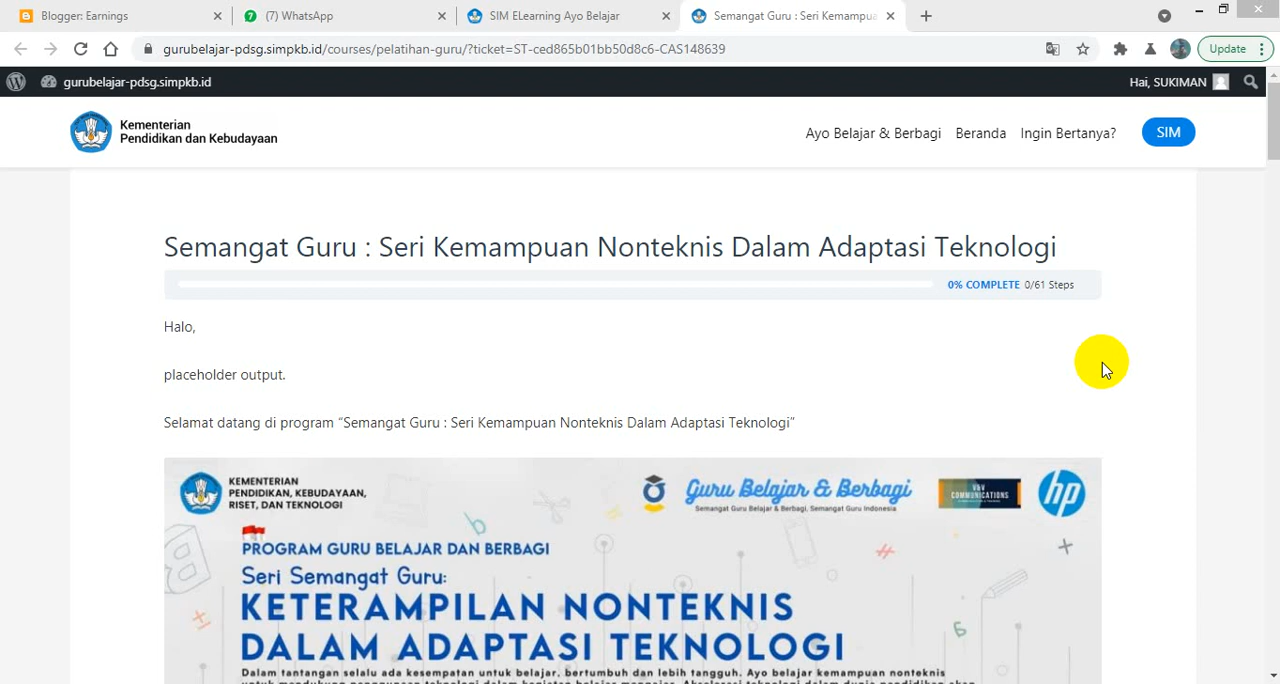 Blogger: Earnings
(7) WhatsApp
SIM ELearning Ayo Belajar
Semangat Guru : Seri Kemampua
gurubelajar-pdsg.simpkb.id/courses/pelatihan-guru/?ticket=ST-ced865b01bb50d8c6-CAS148639
Update
gurubelajar-pdsg.simpkb.id
Hai, SUKIMAN
Kementerian
Pendidikan dan Kebudayaan
Ayo Belajar & Berbagi
Beranda
Ingin Bertanya?
SIM
Semangat Guru : Seri Kemampuan Nonteknis Dalam Adaptasi Teknologi
0% COMPLETE 0/61 Steps
Halo,
placeholder output.
Selamat datang di program “Semangat Guru : Seri Kemampuan Nonteknis Dalam Adaptasi Teknologi”
KEMENTERIAN
PENDIDIKAN, KEBUDAYAAN,
RISET, DAN TEKNOLOGI
Guru Belajar & Berbagi
Semangat Guru Belajar & Berbagi, Semangat Guru Indonesia
COMMUNICATIONS
hp
PROGRAM GURU BELAJAR DAN BERBAGI
Seri Semangat Guru:
KETERAMPILAN NONTEKNIS
DALAM ADAPTASI TEKNOLOGI
Dalam tantangan selalu ada kesempatan untuk belajar, bertumbuh dan lebih tangguh. Ayo belajar kemampuan nonteknis